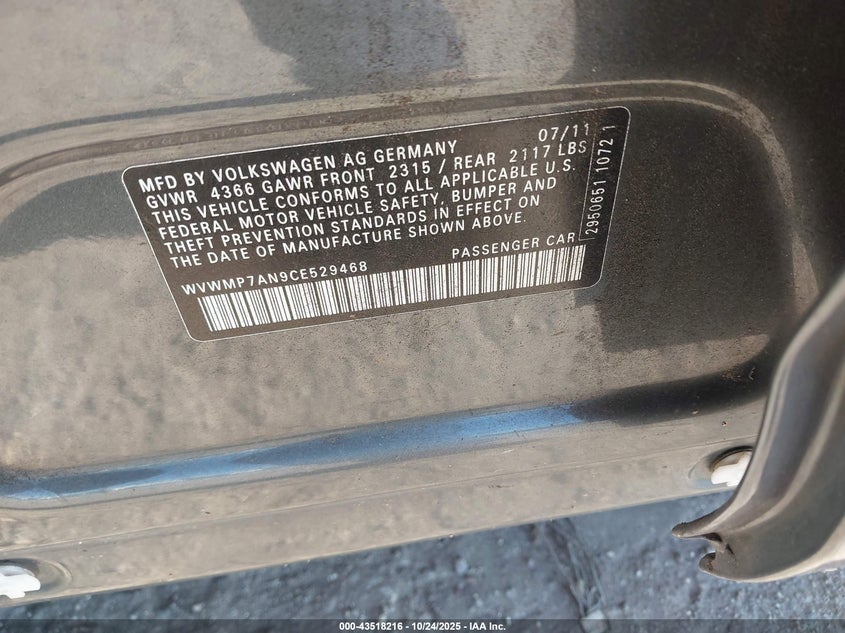 07/11
MFD BY VOLKSWAGEN AG GERMANY
GVWR 4366 GAWR FRONT 2315 / REAR 2117 LBS
THIS VEHICLE CONFORMS TO ALL APPLICABLE U.S.
FEDERAL MOTOR VEHICLE SAFETY, BUMPER AND
THEFT PREVENTION STANDARDS IN EFFECT ON
THE DATE OF MANUFACTURE SHOWN ABOVE.
WVWMP7AN9CE529468 PASSENGER CAR
2950651 1072 1
000-43518216 - 10/24/2025 - IAA Inc.